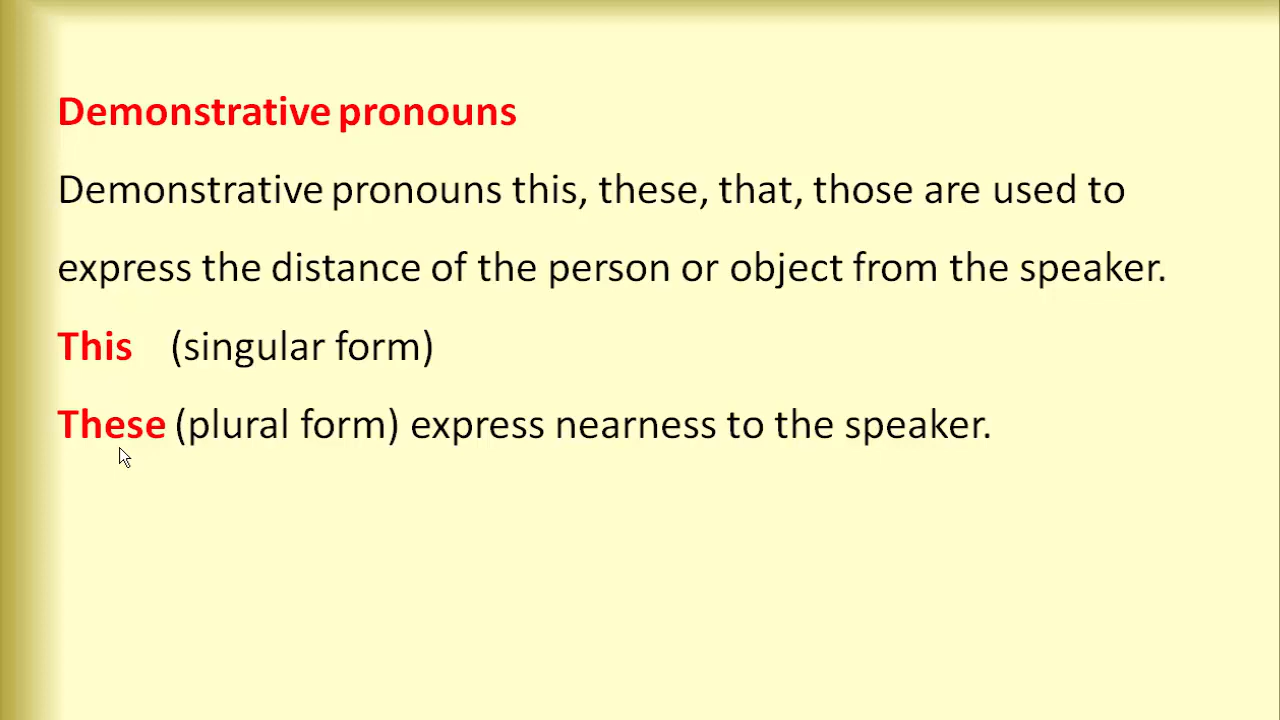 Demonstrative pronouns
Demonstrative pronouns this, these, that, those are used to
express the distance of the person or object from the speaker.
This (singular form)
These (plural form) express nearness to the speaker.